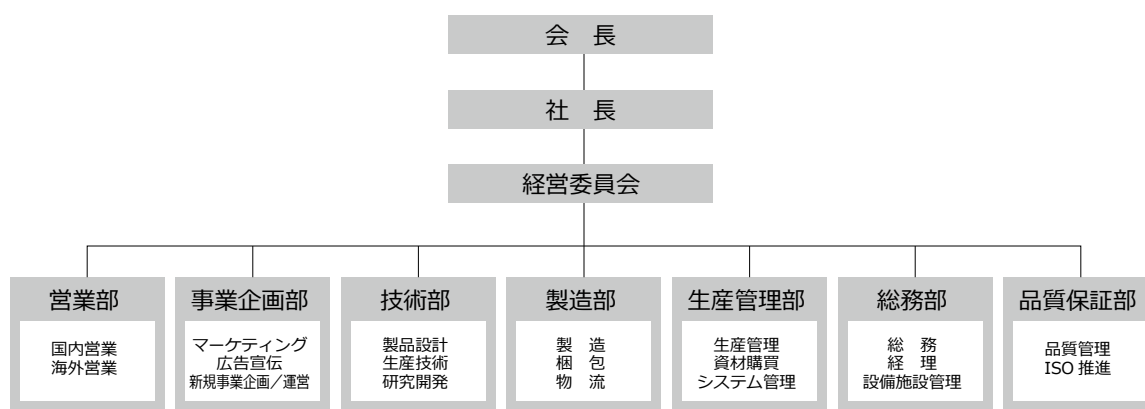 会　長
社　長
経営委員会
営業部
国内営業
海外営業
事業企画部
マーケティング
広告宣伝
新規事業企画／運営
技術部
製品設計
生産技術
研究開発
製造部
製　造
梱　包
物　流
生産管理部
生産管理
資材購買
システム管理
総務部
総　務
経　理
設備施設管理
品質保証部
品質管理
ISO 推進